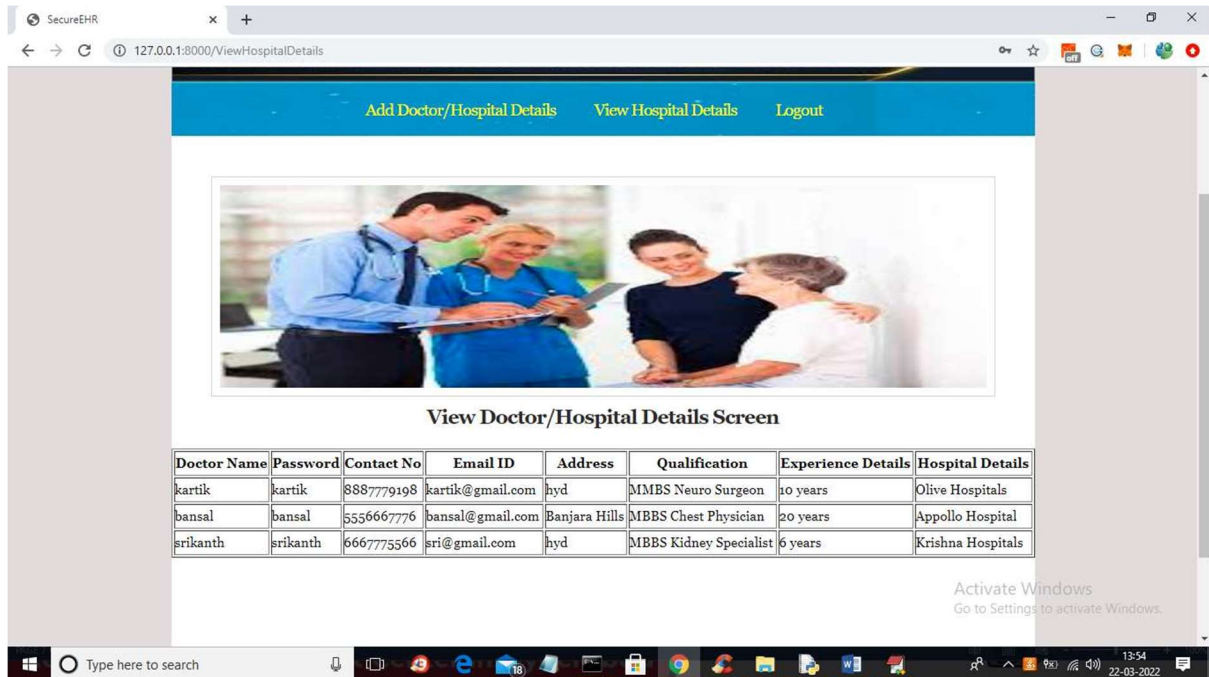 SecureEHR
127.0.0.1:8000/ViewHospitalDetails
off
Add Doctor/Hospital Details View Hospital Details Logout
View Doctor/Hospital Details Screen
Doctor Name Password Contact No Email ID Address Qualification Experience Details Hospital Details
kartik kartik 8887779198 kartik@gmail.com hyd MMBS Neuro Surgeon 10 years Olive Hospitals
bansal bansal 5556667776 bansal@gmail.com Banjara Hills MBBS Chest Physician 20 years Appollo Hospital
srikanth srikanth 6667775566 sri@gmail.com hyd MBBS Kidney Specialist 6 years Krishna Hospitals
Activate Windows
Go to Settings to activate Windows.
Type here to search
18
13:54
22-03-2022